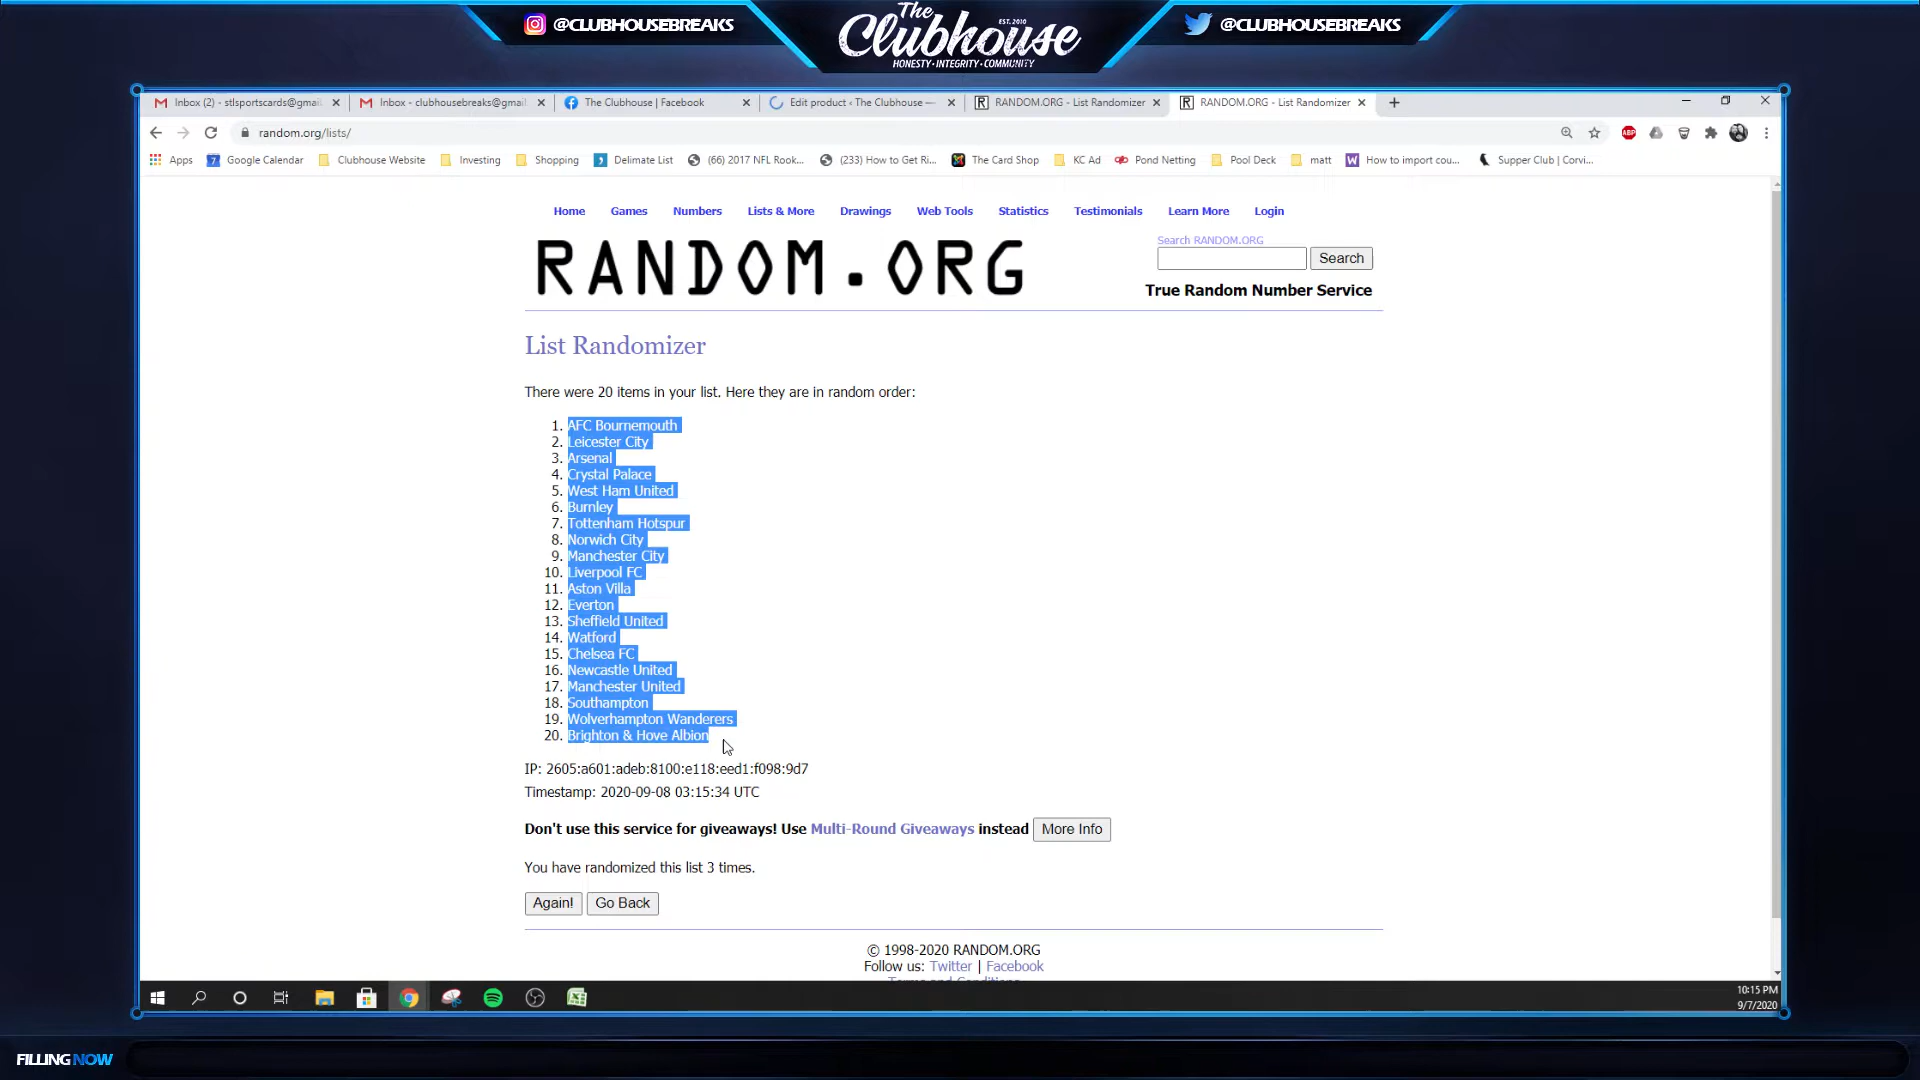 @CLUBHOUSEBREAKS
The Clubhouse
EST. 2010
HONESTY • INTEGRITY • COMMUNITY
@CLUBHOUSEBREAKS
Inbox (2) - stlsportscards@gmai
Inbox - clubhousebreaks@gmail
The Clubhouse | Facebook
Edit product ‹ The Clubhouse —
RANDOM.ORG - List Randomizer
RANDOM.ORG - List Randomizer
random.org/lists/
ABP
Apps
Google Calendar
Clubhouse Website
Investing
Shopping
Delimate List
(66) 2017 NFL Rook...
(233) How to Get Ri...
The Card Shop
KC Ad
Pond Netting
Pool Deck
matt
How to import cou...
Supper Club | Corvi...
Home Games Numbers Lists & More Drawings Web Tools Statistics Testimonials Learn More Login
RANDOM.ORG
Search RANDOM.ORG
Search
True Random Number Service
List Randomizer
There were 20 items in your list. Here they are in random order:
1. AFC Bournemouth
2. Leicester City
3. Arsenal
4. Crystal Palace
5. West Ham United
6. Burnley
7. Tottenham Hotspur
8. Norwich City
9. Manchester City
10. Liverpool FC
11. Aston Villa
12. Everton
13. Sheffield United
14. Watford
15. Chelsea FC
16. Newcastle United
17. Manchester United
18. Southampton
19. Wolverhampton Wanderers
20. Brighton & Hove Albion
IP: 2605:a601:adeb:8100:e118:eed1:f098:9d7
Timestamp: 2020-09-08 03:15:34 UTC
Don't use this service for giveaways! Use Multi-Round Giveaways instead More Info
You have randomized this list 3 times.
Again! Go Back
© 1998-2020 RANDOM.ORG
Follow us: Twitter | Facebook
10:15 PM
9/7/2020
FILLING NOW